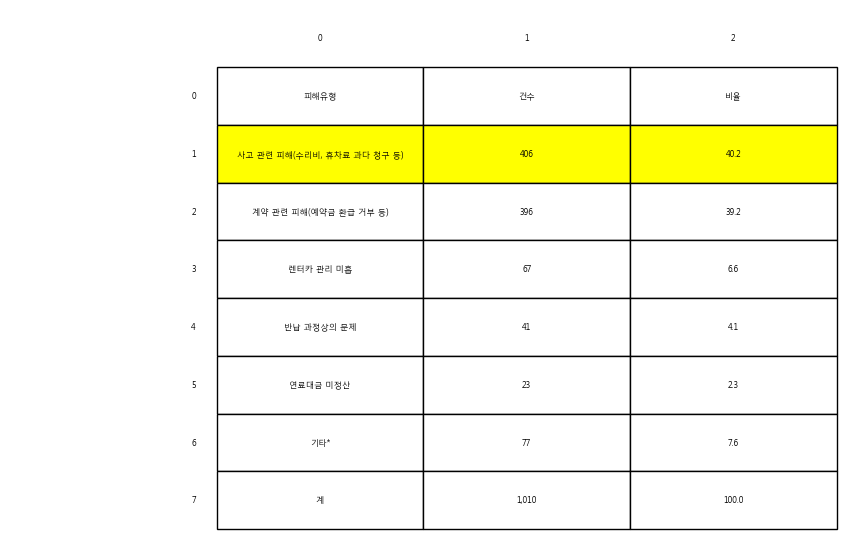 0 1 2
0 피해유형 건수 비율
1 사고 관련 피해(수리비, 휴차료 과다 청구 등) 406 40.2
2 계약 관련 피해(예약금 환급 거부 등) 396 39.2
3 렌터카 관리 미흡 67 6.6
4 반납 과정상의 문제 41 4.1
5 연료대금 미정산 23 2.3
6 기타* 77 7.6
7 계 1,010 100.0